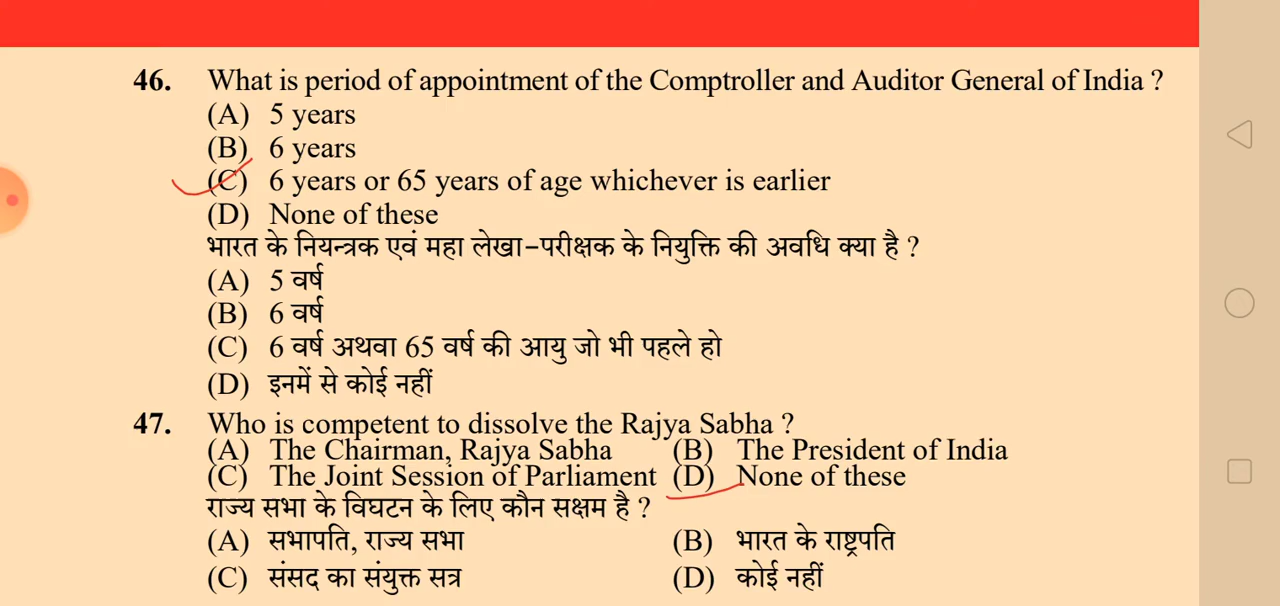 46. What is period of appointment of the Comptroller and Auditor General of India ?
(A) 5 years
(B) 6 years
(C) 6 years or 65 years of age whichever is earlier
(D) None of these
भारत के नियन्त्रक एवं महा लेखा-परीक्षक के नियुक्ति की अवधि क्या है ?
(A) 5 वर्ष
(B) 6 वर्ष
(C) 6 वर्ष अथवा 65 वर्ष की आयु जो भी पहले हो
(D) इनमें से कोई नहीं
47. Who is competent to dissolve the Rajya Sabha ?
(A) The Chairman, Rajya Sabha (B) The President of India
(C) The Joint Session of Parliament (D) None of these
राज्य सभा के विघटन के लिए कौन सक्षम है ?
(A) सभापति, राज्य सभा (B) भारत के राष्ट्रपति
(C) संसद का संयुक्त सत्र (D) कोई नहीं